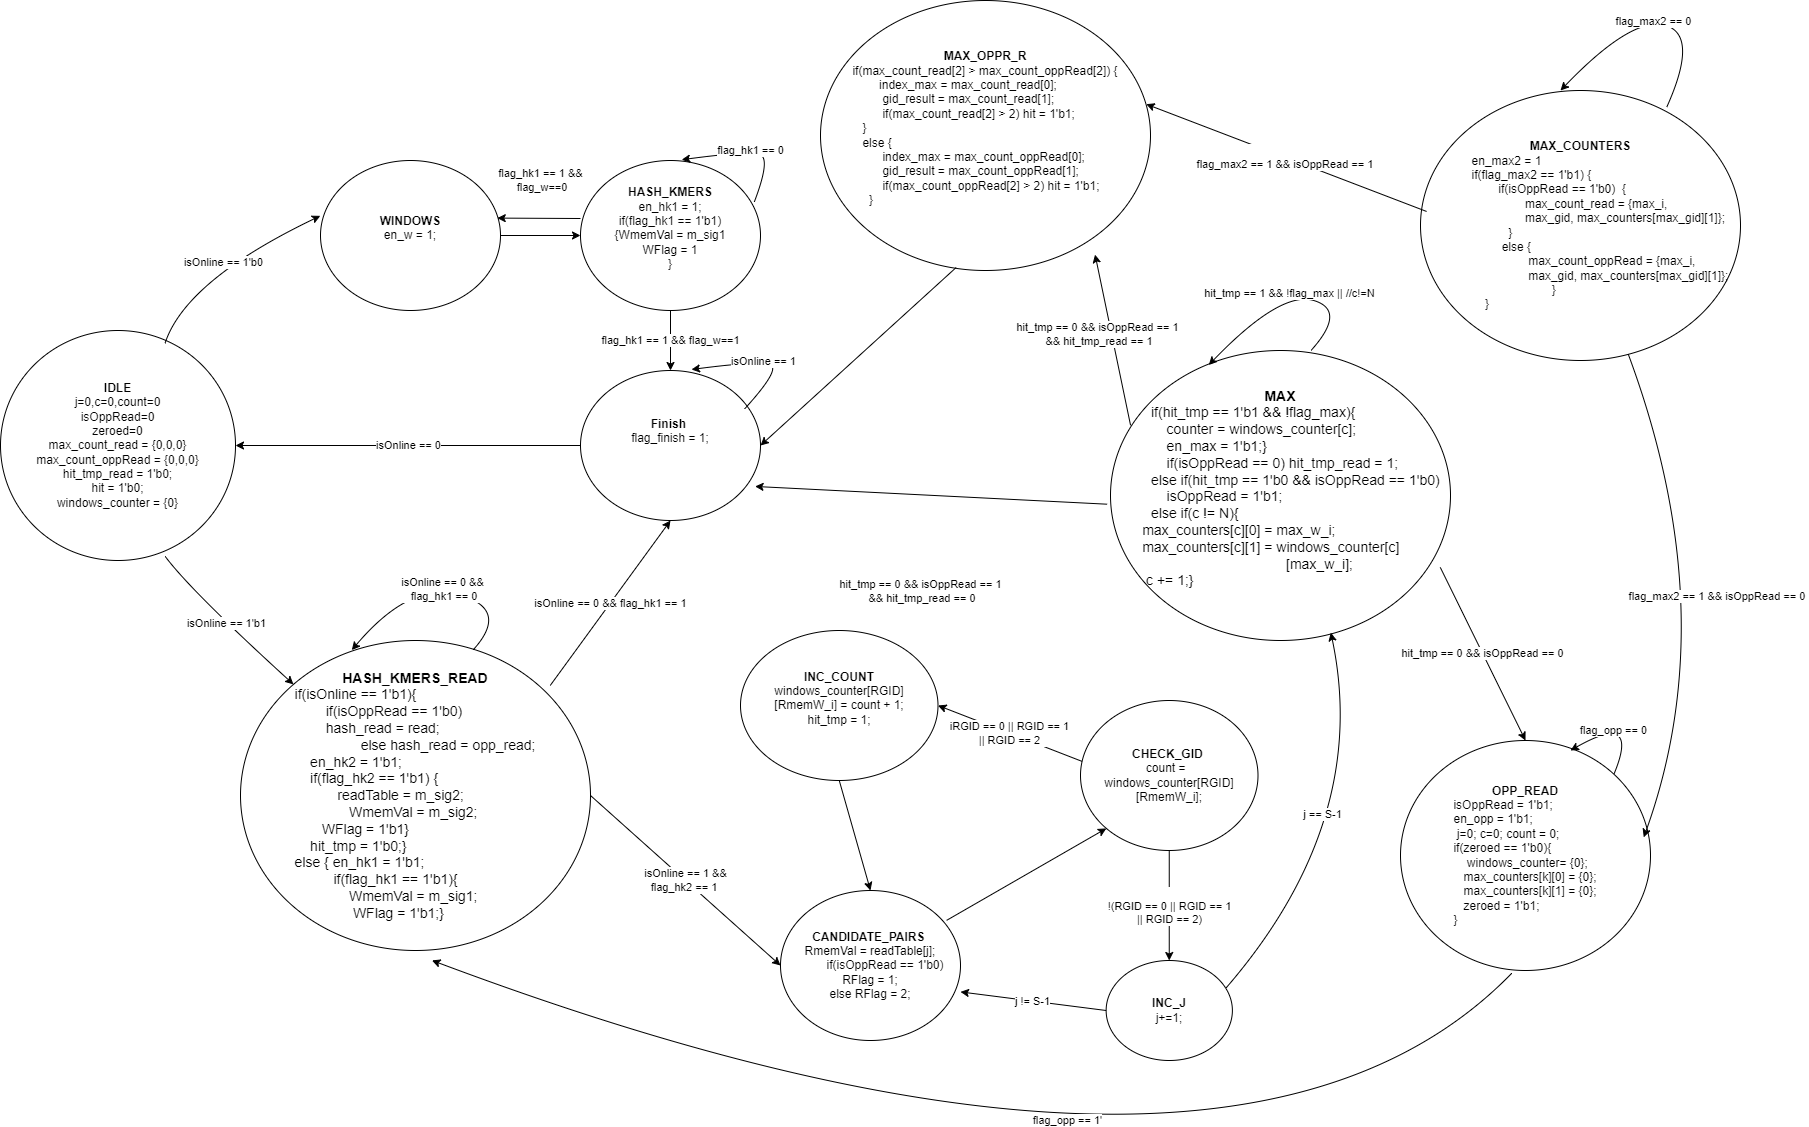 flag_max2 == 0
MAX_OPPR_R
if(max_count_read[2] > max_count_oppRead[2]) {
index_max = max_count_read[0];
gid_result = max_count_read[1];
if(max_count_read[2] > 2) hit = 1'b1;
}
else {
index_max = max_count_oppRead[0];
gid_result = max_count_oppRead[1];
if(max_count_oppRead[2] > 2) hit = 1'b1;
}
MAX_COUNTERS
en_max2 = 1
if(flag_max2 == 1'b1) {
if(isOppRead == 1'b0) {
max_count_read = {max_i,
max_gid, max_counters[max_gid][1]};
}
else {
max_count_oppRead = {max_i,
max_gid, max_counters[max_gid][1]};
}
}
flag_max2 == 1 && isOppRead == 1
flag_hk1 == 0
flag_hk1 == 1 &&
flag_w==0
WINDOWS
en_w = 1;
HASH_KMERS
en_hk1 = 1;
if(flag_hk1 == 1'b1)
{WmemVal = m_sig1
WFlag = 1
}
isOnline == 1'b0
flag_hk1 == 1 && flag_w==1
isOnline == 1
hit_tmp == 1 && !flag_max || //c!=N
hit_tmp == 0 && isOppRead == 1
&& hit_tmp_read == 1
IDLE
j=0,c=0,count=0
isOppRead=0
zeroed=0
max_count_read = {0,0,0}
max_count_oppRead = {0,0,0}
hit_tmp_read = 1'b0;
hit = 1'b0;
windows_counter = {0}
isOnline == 0
Finish
flag_finish = 1;
MAX
if(hit_tmp == 1'b1 && !flag_max){
counter = windows_counter[c];
en_max = 1'b1;}
if(isOppRead == 0) hit_tmp_read = 1;
else if(hit_tmp == 1'b0 && isOppRead == 1'b0)
isOppRead = 1'b1;
else if(c != N){
max_counters[c][0] = max_w_i;
max_counters[c][1] = windows_counter[c]
[max_w_i];
c += 1;}
isOnline == 1'b1
isOnline == 0 &&
flag_hk1 == 0
isOnline == 0 && flag_hk1 == 1
hit_tmp == 0 && isOppRead == 1
&& hit_tmp_read == 0
flag_max2 == 1 && isOppRead == 0
hit_tmp == 0 && isOppRead == 0
HASH_KMERS_READ
if(isOnline == 1'b1){
if(isOppRead == 1'b0)
hash_read = read;
else hash_read = opp_read;
en_hk2 = 1'b1;
if(flag_hk2 == 1'b1) {
readTable = m_sig2;
WmemVal = m_sig2;
WFlag = 1'b1}
hit_tmp = 1'b0;}
else { en_hk1 = 1'b1;
if(flag_hk1 == 1'b1){
WmemVal = m_sig1;
WFlag = 1'b1;}
INC_COUNT
windows_counter[RGID]
[RmemW_i] = count + 1;
hit_tmp = 1;
iRGID == 0 || RGID == 1
|| RGID == 2
CHECK_GID
count =
windows_counter[RGID]
[RmemW_i];
j == S-1
flag_opp == 0
OPP_READ
isOppRead = 1'b1;
en_opp = 1'b1;
j=0; c=0; count = 0;
if(zeroed == 1'b0){
windows_counter= {0};
max_counters[k][0] = {0};
max_counters[k][1] = {0};
zeroed = 1'b1;
}
isOnline == 1 &&
flag_hk2 == 1
!(RGID == 0 || RGID == 1
|| RGID == 2)
CANDIDATE_PAIRS
RmemVal = readTable[j];
if(isOppRead == 1'b0)
RFlag = 1;
else RFlag = 2;
j != S-1
INC_J
j+=1;
flag_opp == 1'